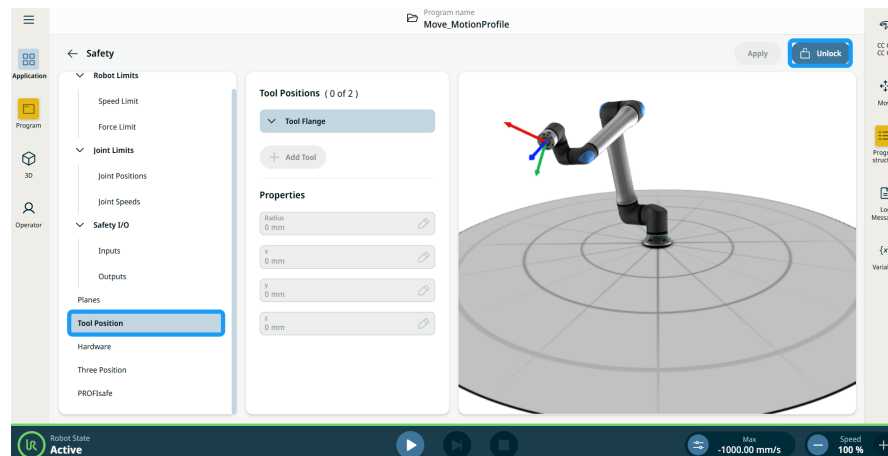 Program name
Move_MotionProfile
Safety
Apply
Unlock
Application
Program
3D
Operator
Robot Limits
Speed Limit
Force Limit
Joint Limits
Joint Positions
Joint Speeds
Safety I/O
Inputs
Outputs
Planes
Tool Position
Hardware
Three Position
PROFIsafe
Tool Positions ( 0 of 2 )
Tool Flange
Add Tool
Properties
Radius
0 mm
x
0 mm
y
0 mm
z
0 mm
UR
Robot State
Active
Max
-1000.00 mm/s
Speed
100 %